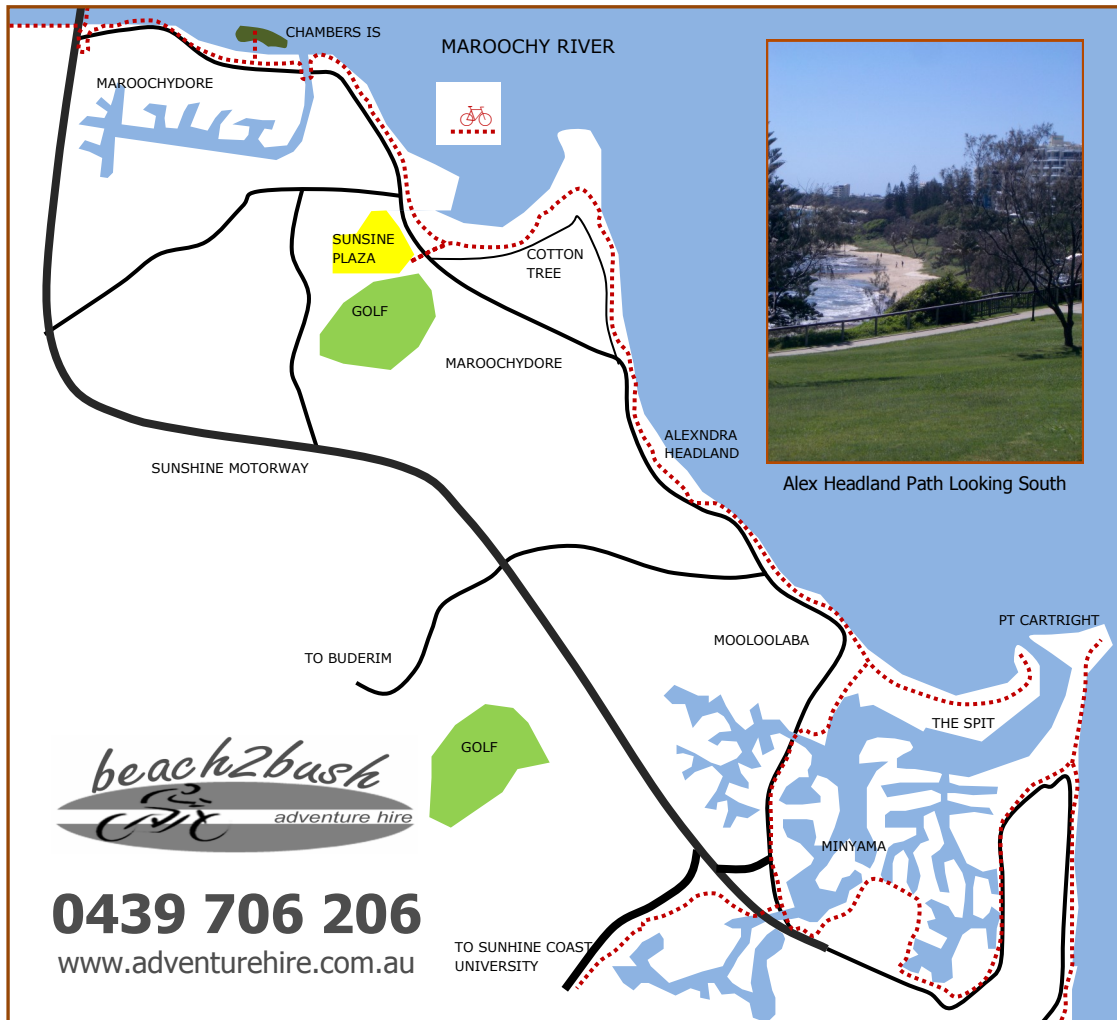 CHAMBERS IS
MAROOCHY RIVER
MAROOCHYDORE
SUNSINE
PLAZA
COTTON
TREE
GOLF
MAROOCHYDORE
ALEXNDRA
HEADLAND
SUNSHINE MOTORWAY
Alex Headland Path Looking South
PT CARTRIGHT
MOOLOOLABA
TO BUDERIM
THE SPIT
GOLF
beach2bush
adventure hire
MINYAMA
0439 706 206
www.adventurehire.com.au
TO SUNHINE COAST
UNIVERSITY